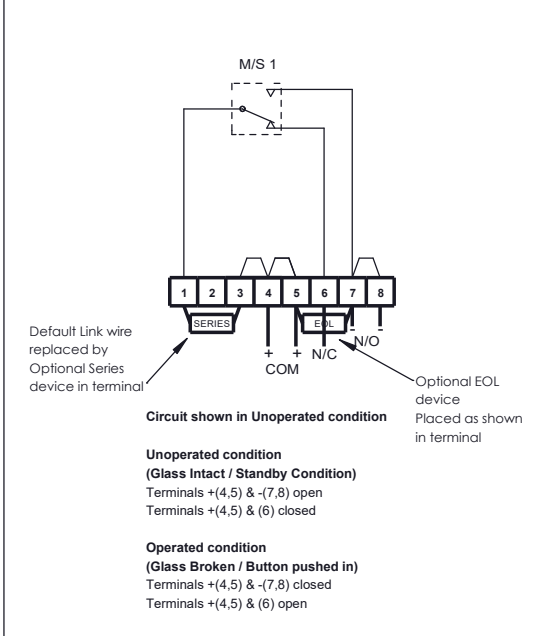 M/S 1
1 2 3 4 5 6 7 8
SERIES
EOL
+ + N/C - -
N/O
COM
Default Link wire
replaced by
Optional Series
device in terminal
Optional EOL
device
Placed as shown
in terminal
Circuit shown in Unoperated condition
Unoperated condition
(Glass Intact / Standby Condition)
Terminals +(4,5) & -(7,8) open
Terminals +(4,5) & (6) closed
Operated condition
(Glass Broken / Button pushed in)
Terminals +(4,5) & -(7,8) closed
Terminals +(4,5) & (6) open